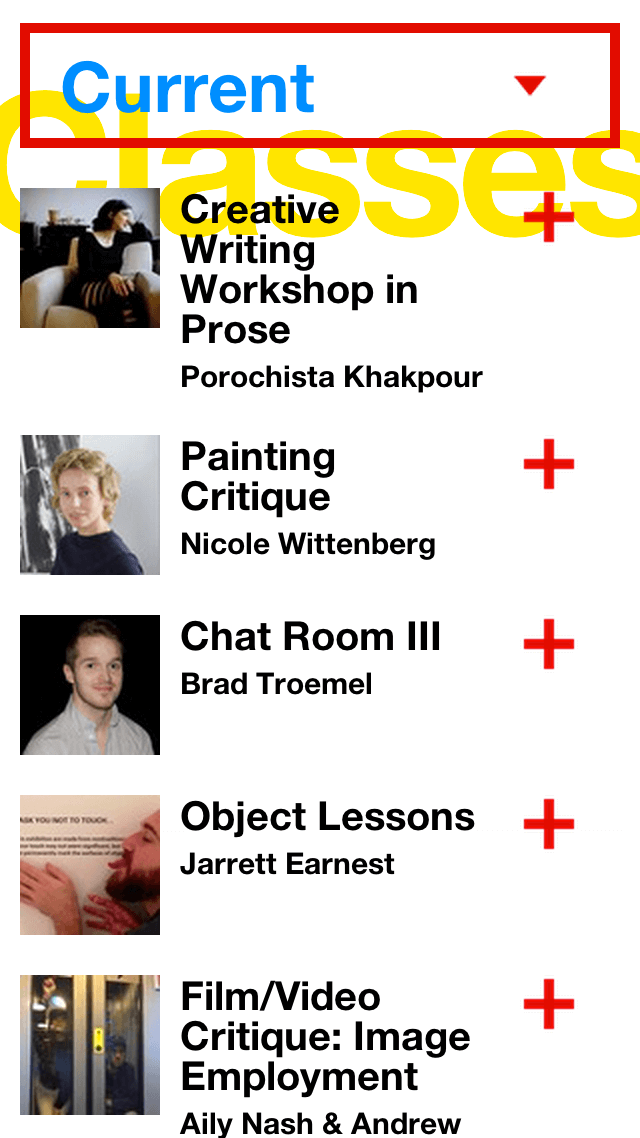 Current
Classes
Creative
Writing
Workshop in
Prose
Porochista Khakpour
Painting
Critique
Nicole Wittenberg
Chat Room III
Brad Troemel
ASK YOU NOT TO TOUCH...
Object Lessons
Jarrett Earnest
Film/Video
Critique: Image
Employment
Aily Nash & Andrew